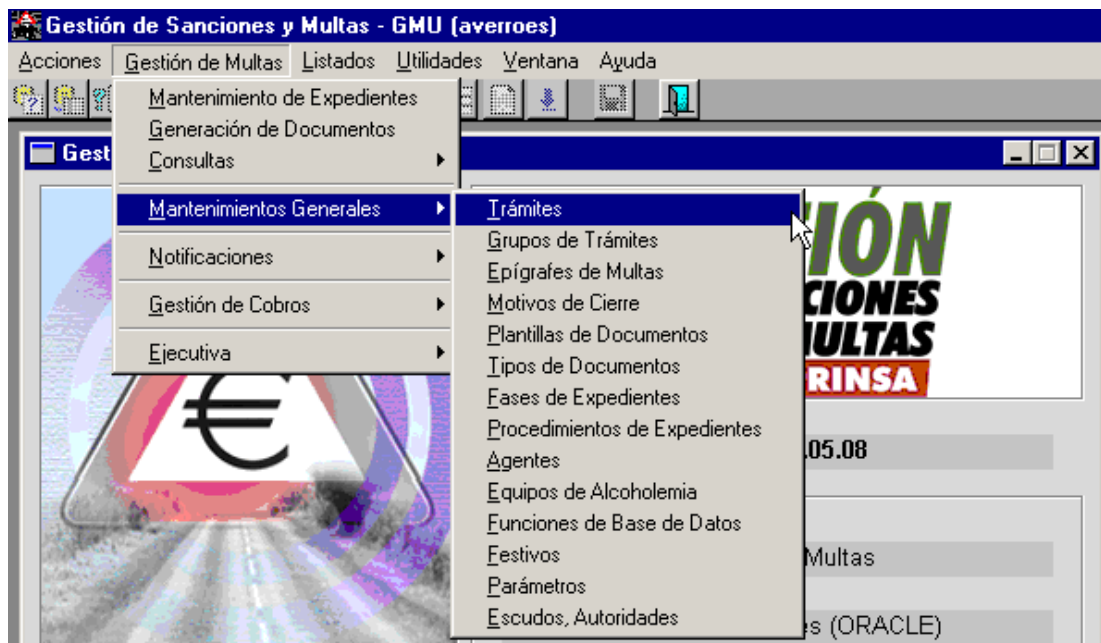 Gestión de Sanciones y Multas - GMU (averroes)
Acciones Gestión de Multas Listados Utilidades Ventana Ayuda
Mantenimiento de Expedientes
Generación de Documentos
Consultas
Mantenimientos Generales
Notificaciones
Gestión de Cobros
Ejecutiva
Trámites
Grupos de Trámites
Epígrafes de Multas
Motivos de Cierre
Plantillas de Documentos
Tipos de Documentos
Fases de Expedientes
Procedimientos de Expedientes
Agentes
Equipos de Alcoholemia
Funciones de Base de Datos
Festivos
Parámetros
Escudos, Autoridades
Gest
IÓN
CIONES
ULTAS
RINSA
.05.08
Multas
es (ORACLE)
€